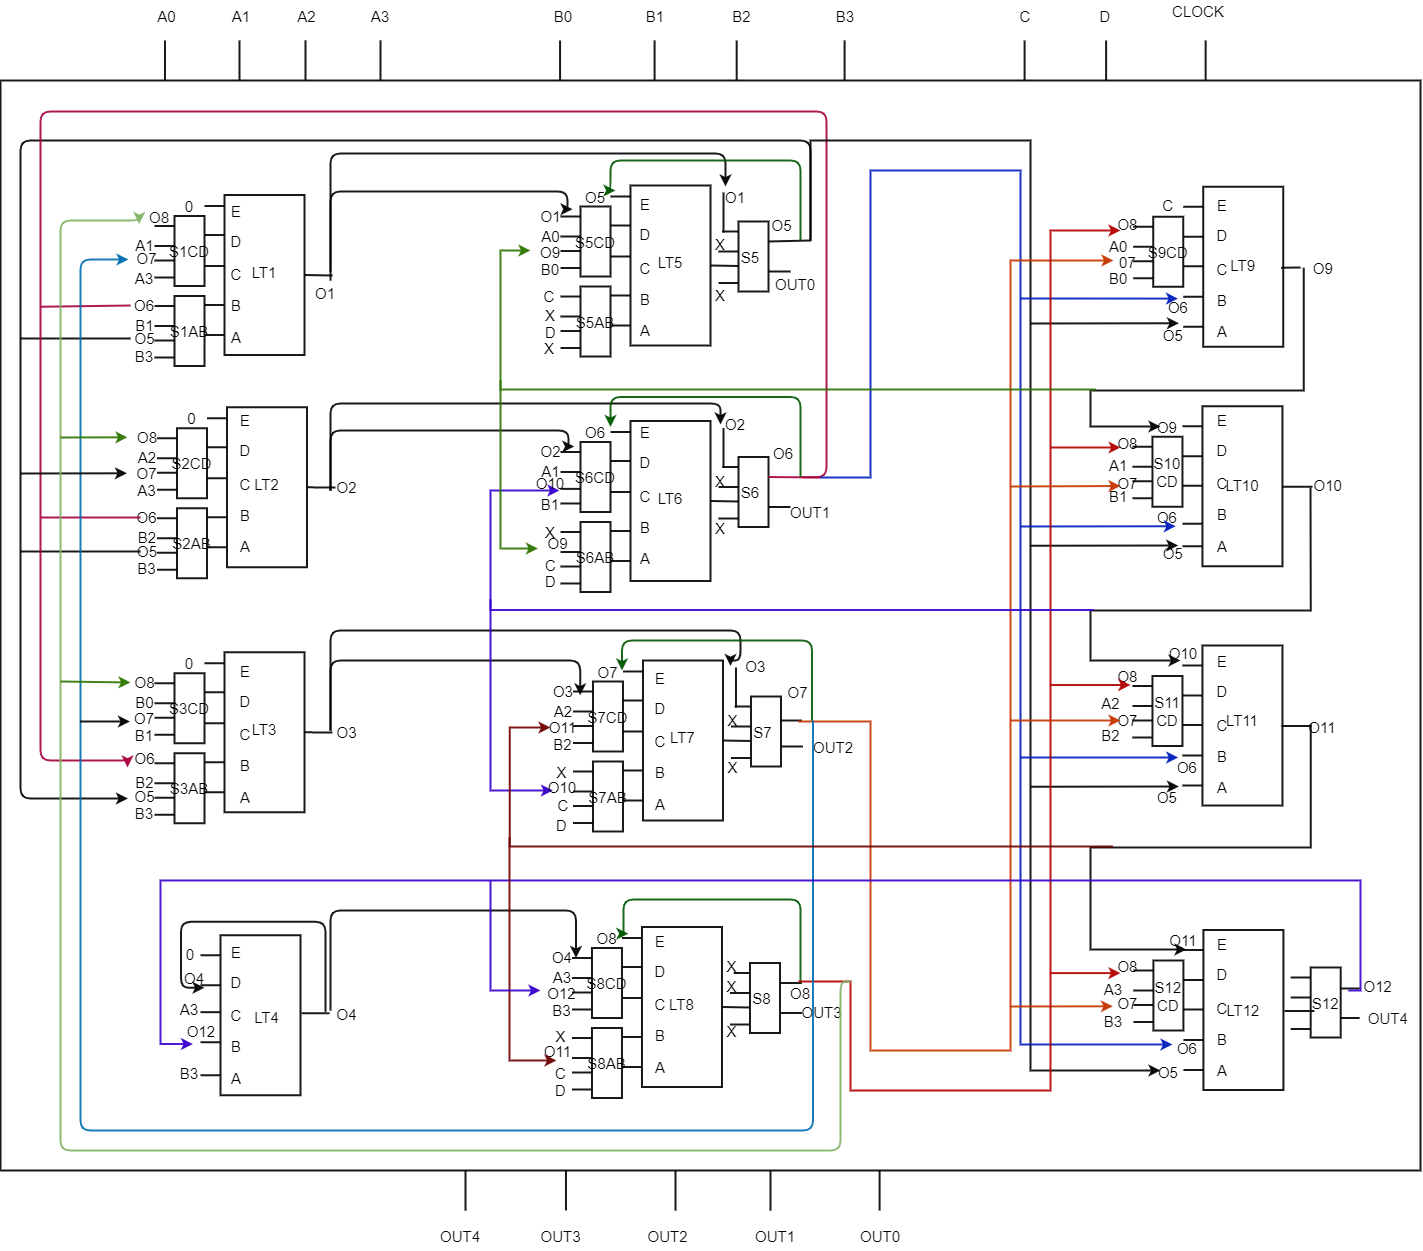 A0 A1 A2 A3 B0 B1 B2 B3 C D CLOCK
O8
0
A1
O7
A3
S1CD
O6
B1
O5
B3
S1AB
E
D
C
B
A
LT1
O1
O5
O1
A0
O9
B0
S5CD
C
X
D
X
S5AB
E
D
C
B
A
LT5
O1
X
X
S5
O5
OUT0
C
O8
A0
07
B0
S9CD
O6
O5
E
D
C
B
A
LT9
O9
0
O8
A2
O7
A3
S2CD
O6
B2
O5
B3
S2AB
E
D
C
B
A
LT2
O2
O6
O2
A1
O10
B1
S6CD
X
O9
C
D
S6AB
E
D
C
B
A
LT6
O2
X
X
S6
O6
OUT1
O9
O8
A1
O7
B1
S10
CD
O6
O5
E
D
C
B
A
LT10
O10
0
O8
B0
O7
B1
S3CD
O6
B2
O5
B3
S3AB
E
D
C
B
A
LT3
O3
O7
O3
A2
O11
B2
S7CD
X
O10
C
D
S7AB
E
D
C
B
A
LT7
O3
X
X
S7
O7
OUT2
O10
O8
A2
O7
B2
S11
CD
O6
O5
E
D
C
B
A
LT11
O11
0
O4
A3
O12
B3
E
D
C
B
A
LT4
O4
O8
O4
A3
O12
B3
S8CD
X
O11
C
D
S8AB
E
D
C
B
A
LT8
X
X
X
S8
O8
OUT3
O11
O8
A3
O7
B3
S12
CD
O6
O5
E
D
C
B
A
LT12
S12
O12
OUT4
OUT4 OUT3 OUT2 OUT1 OUT0